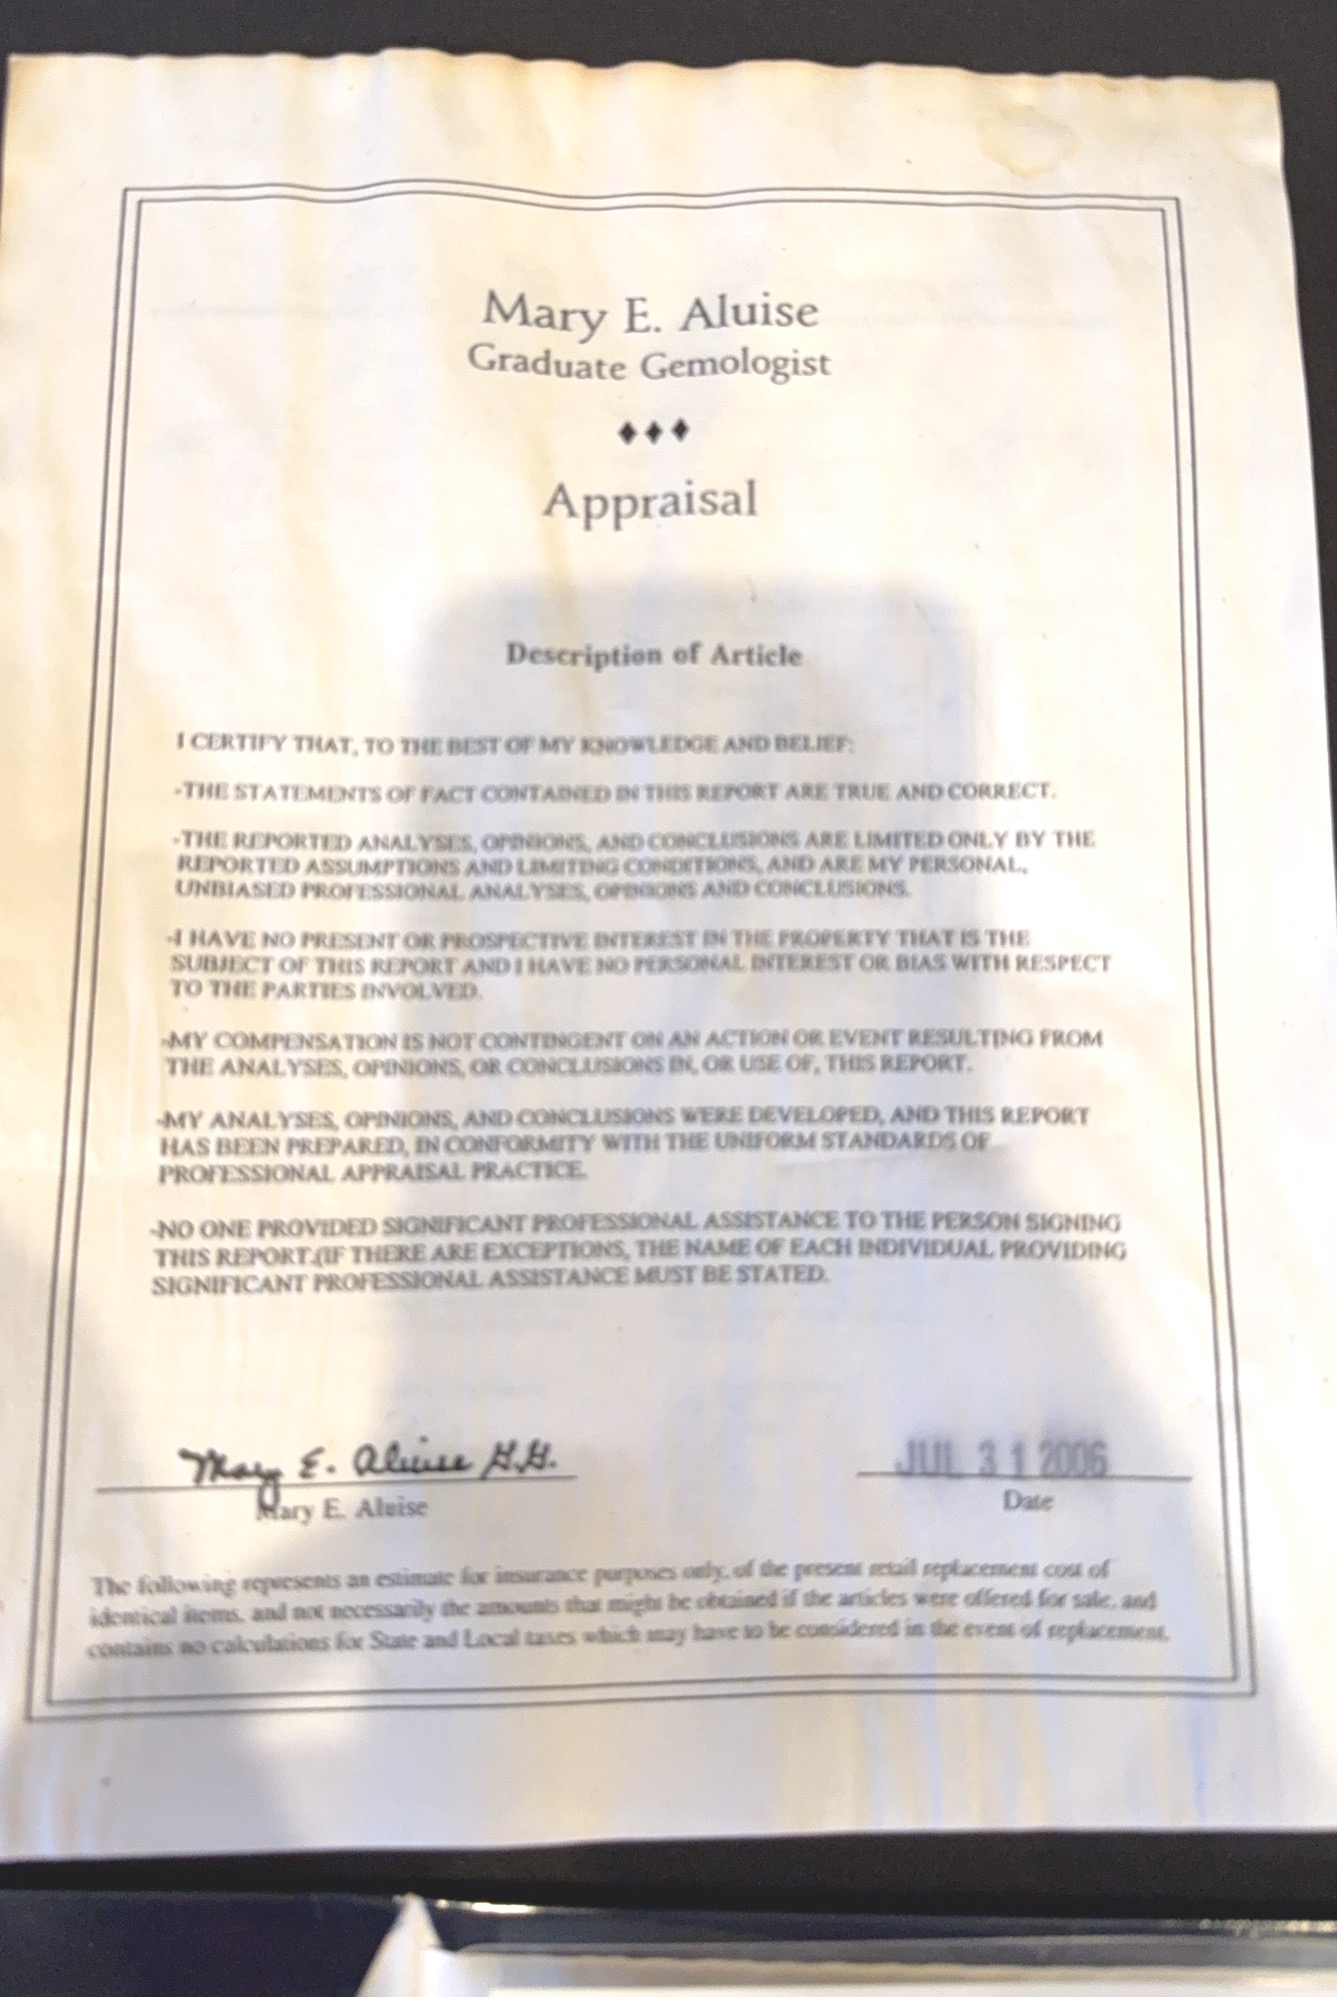 Mary E. Aluise
Graduate Gemologist
♦♦♦
Appraisal
Description of Article
I CERTIFY THAT, TO THE BEST OF MY KNOWLEDGE AND BELIEF:
-THE STATEMENTS OF FACT CONTAINED IN THIS REPORT ARE TRUE AND CORRECT.
-THE REPORTED ANALYSES, OPINIONS, AND CONCLUSIONS ARE LIMITED ONLY BY THE
REPORTED ASSUMPTIONS AND LIMITING CONDITIONS, AND ARE MY PERSONAL,
UNBIASED PROFESSIONAL ANALYSES, OPINIONS AND CONCLUSIONS.
-I HAVE NO PRESENT OR PROSPECTIVE INTEREST IN THE PROPERTY THAT IS THE
SUBJECT OF THIS REPORT AND I HAVE NO PERSONAL INTEREST OR BIAS WITH RESPECT
TO THE PARTIES INVOLVED.
-MY COMPENSATION IS NOT CONTINGENT ON AN ACTION OR EVENT RESULTING FROM
THE ANALYSES, OPINIONS, OR CONCLUSIONS IN, OR USE OF, THIS REPORT.
-MY ANALYSES, OPINIONS, AND CONCLUSIONS WERE DEVELOPED, AND THIS REPORT
HAS BEEN PREPARED, IN CONFORMITY WITH THE UNIFORM STANDARDS OF
PROFESSIONAL APPRAISAL PRACTICE.
-NO ONE PROVIDED SIGNIFICANT PROFESSIONAL ASSISTANCE TO THE PERSON SIGNING
THIS REPORT.(IF THERE ARE EXCEPTIONS, THE NAME OF EACH INDIVIDUAL PROVIDING
SIGNIFICANT PROFESSIONAL ASSISTANCE MUST BE STATED.
Mary E. Aluise G.G. JUL 31 2006
Mary E. Aluise Date
The following represents an estimate for insurance purposes only, of the present retail replacement cost of
identical items, and not necessarily the amounts that might be obtained if the articles were offered for sale, and
contains no calculations for State and Local taxes which may have to be considered in the event of replacement.